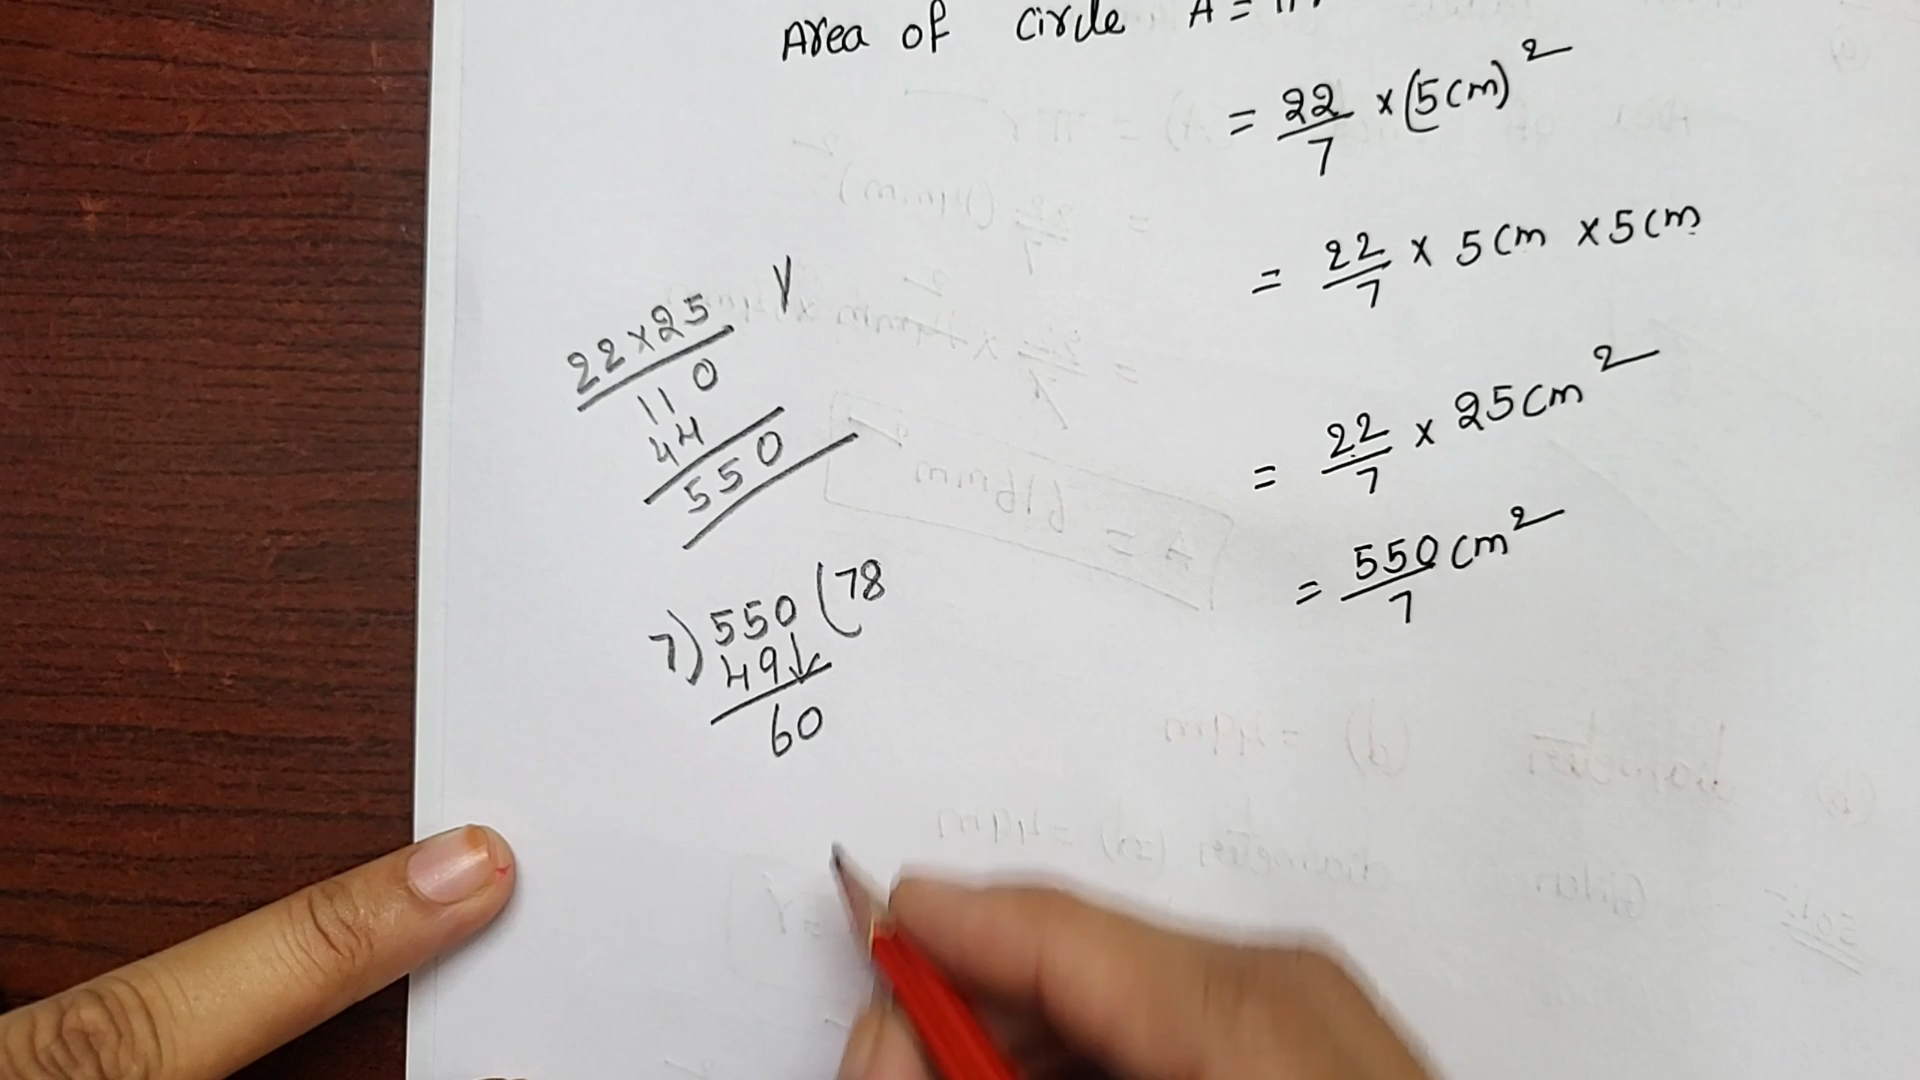 Area of circle A = π
= 22/7 × (5cm)²
= 22/7 × 5cm × 5cm
= 22/7 × 25cm²
= 550/7 cm²
22×25
110
44
550
7)550(78
49
60